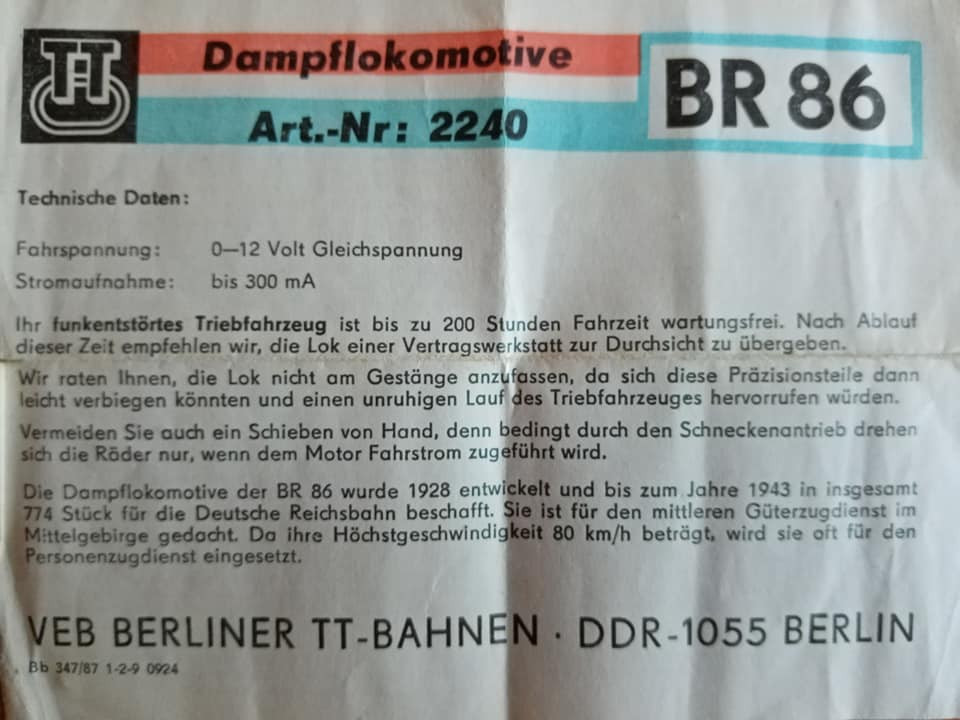 TT
Dampflokomotive
Art.-Nr: 2240
BR 86
Technische Daten:
Fahrspannung: 0—12 Volt Gleichspannung
Stromaufnahme: bis 300 mA
Ihr funkentstörtes Triebfahrzeug ist bis zu 200 Stunden Fahrzeit wartungsfrei. Nach Ablauf
dieser Zeit empfehlen wir, die Lok einer Vertragswerkstatt zur Durchsicht zu übergeben.
Wir raten Ihnen, die Lok nicht am Gestänge anzufassen, da sich diese Präzisionsteile dann
leicht verbiegen könnten und einen unruhigen Lauf des Triebfahrzeuges hervorrufen würden.
Vermeiden Sie auch ein Schieben von Hand, denn bedingt durch den Schneckenantrieb drehen
sich die Räder nur, wenn dem Motor Fahrstrom zugeführt wird.
Die Dampflokomotive der BR 86 wurde 1928 entwickelt und bis zum Jahre 1943 in insgesamt
774 Stück für die Deutsche Reichsbahn beschafft. Sie ist für den mittleren Güterzugdienst im
Mittelgebirge gedacht. Da ihre Höchstgeschwindigkeit 80 km/h beträgt, wird sie oft für den
Personenzugdienst eingesetzt.
VEB BERLINER TT-BAHNEN · DDR-1055 BERLIN
Bb 347/87 1-2-9 0924